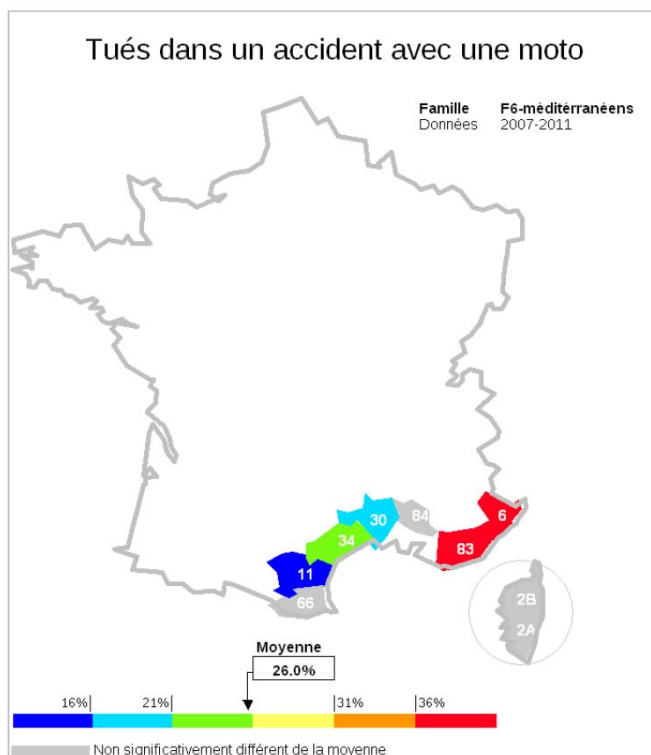 Tués dans un accident avec une moto
Famille F6-méditérranéens
Données 2007-2011
30
84
6
34
83
11
66
2B
2A
Moyenne
26.0%
16% 21% 31% 36%
Non significativement différent de la moyenne